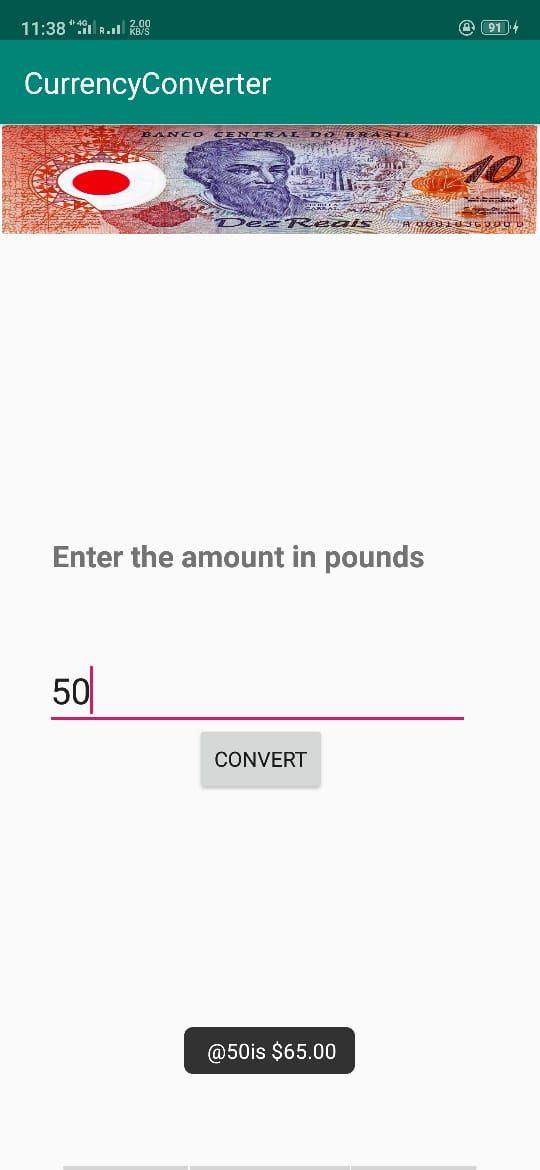 11:38 4G R 2.00 KB/S 91
CurrencyConverter
BANCO CENTRAL DO BRASIL
10
Dez Reais
Enter the amount in pounds
50
CONVERT
@50is $65.00